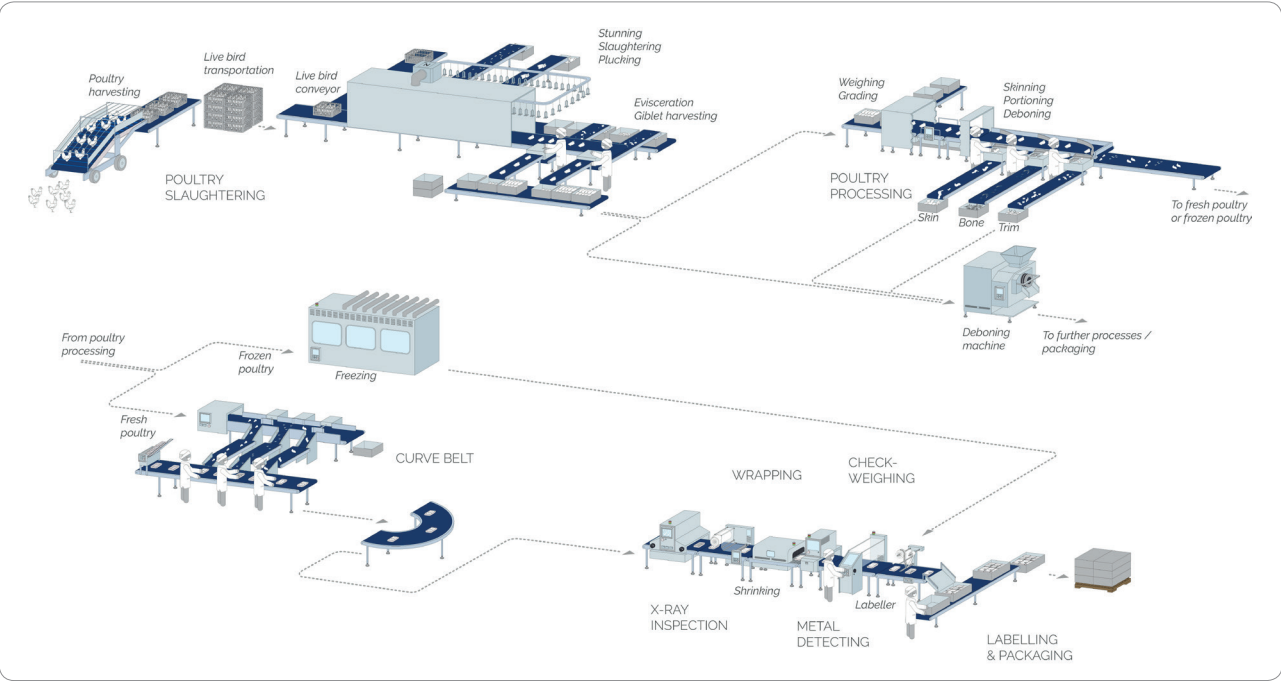 Poultry
harvesting
Live bird
transportation
Live bird
conveyor
Stunning
Slaughtering
Plucking
Evisceration
Giblet harvesting
POULTRY
SLAUGHTERING
Weighing
Grading
Skinning
Portioning
Deboning
POULTRY
PROCESSING
Skin
Bone
Trim
To fresh poultry
or frozen poultry
Deboning
machine
To further processes /
packaging
From poultry
processing
Frozen
poultry
Freezing
Fresh
poultry
CURVE BELT
WRAPPING
CHECK-
WEIGHING
Shrinking
Labeller
X-RAY
INSPECTION
METAL
DETECTING
LABELLING
& PACKAGING